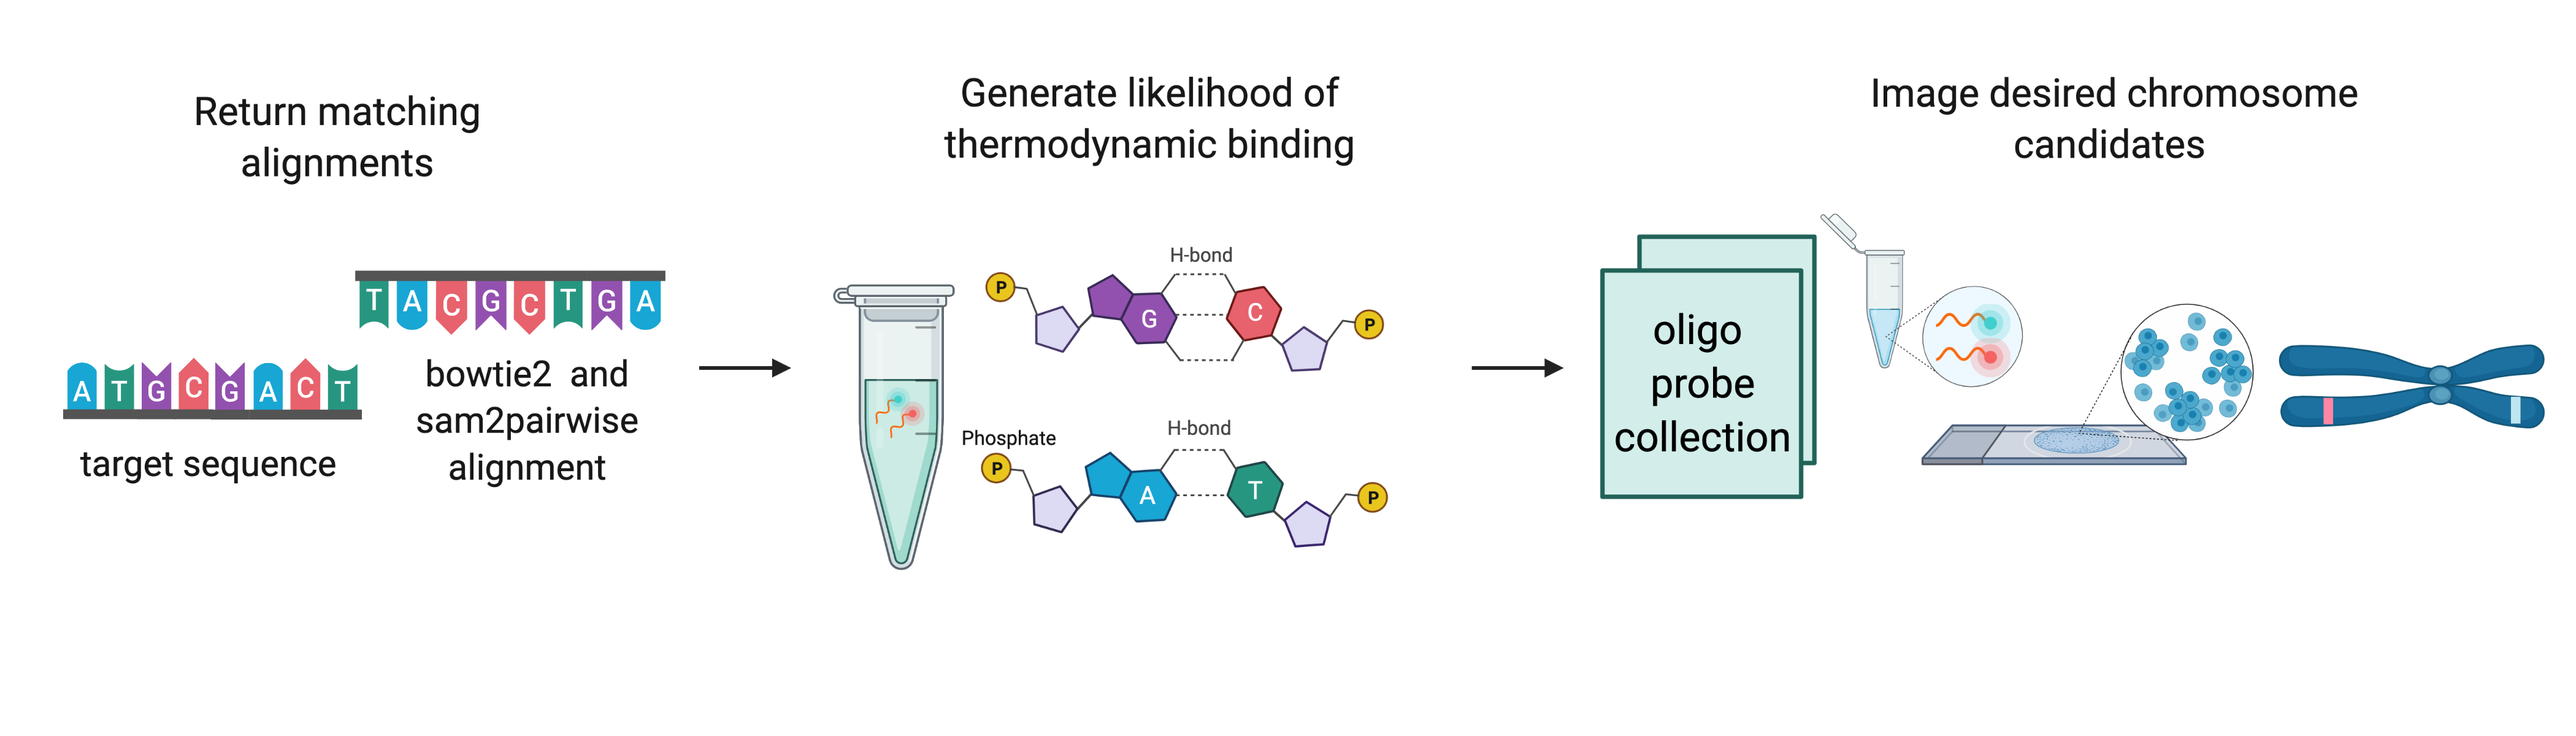 Return matching
alignments
T A C G C T G A
A T G C G A C T
target sequence
bowtie2 and
sam2pairwise
alignment
Generate likelihood of
thermodynamic binding
H-bond
P
G
C
P
H-bond
Phosphate
P
A
T
P
Image desired chromosome
candidates
oligo
probe
collection